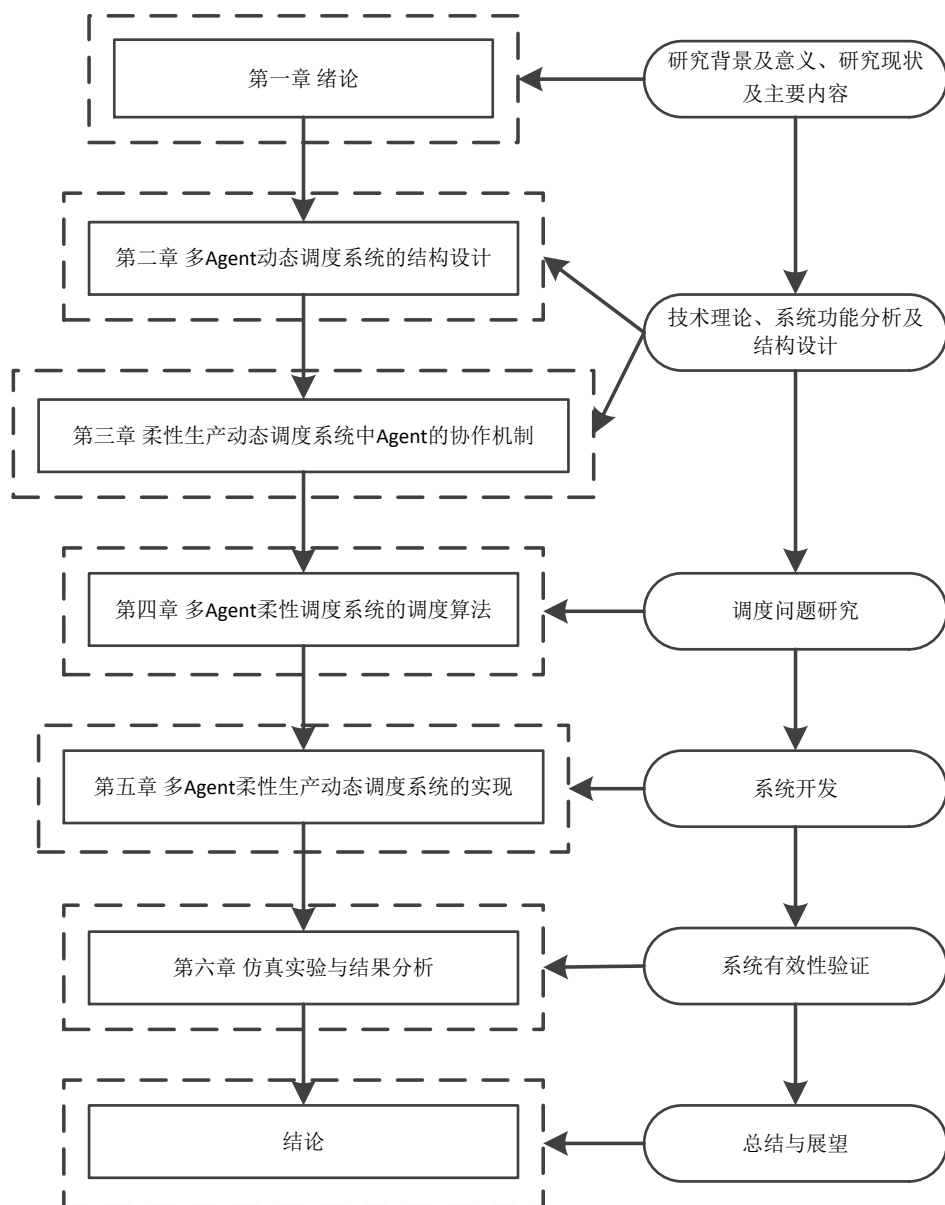 第一章 绪论
研究背景及意义、研究现状
及主要内容
第二章 多Agent动态调度系统的结构设计
技术理论、系统功能分析及
结构设计
第三章 柔性生产动态调度系统中Agent的协作机制
第四章 多Agent柔性调度系统的调度算法
调度问题研究
第五章 多Agent柔性生产动态调度系统的实现
系统开发
第六章 仿真实验与结果分析
系统有效性验证
结论
总结与展望